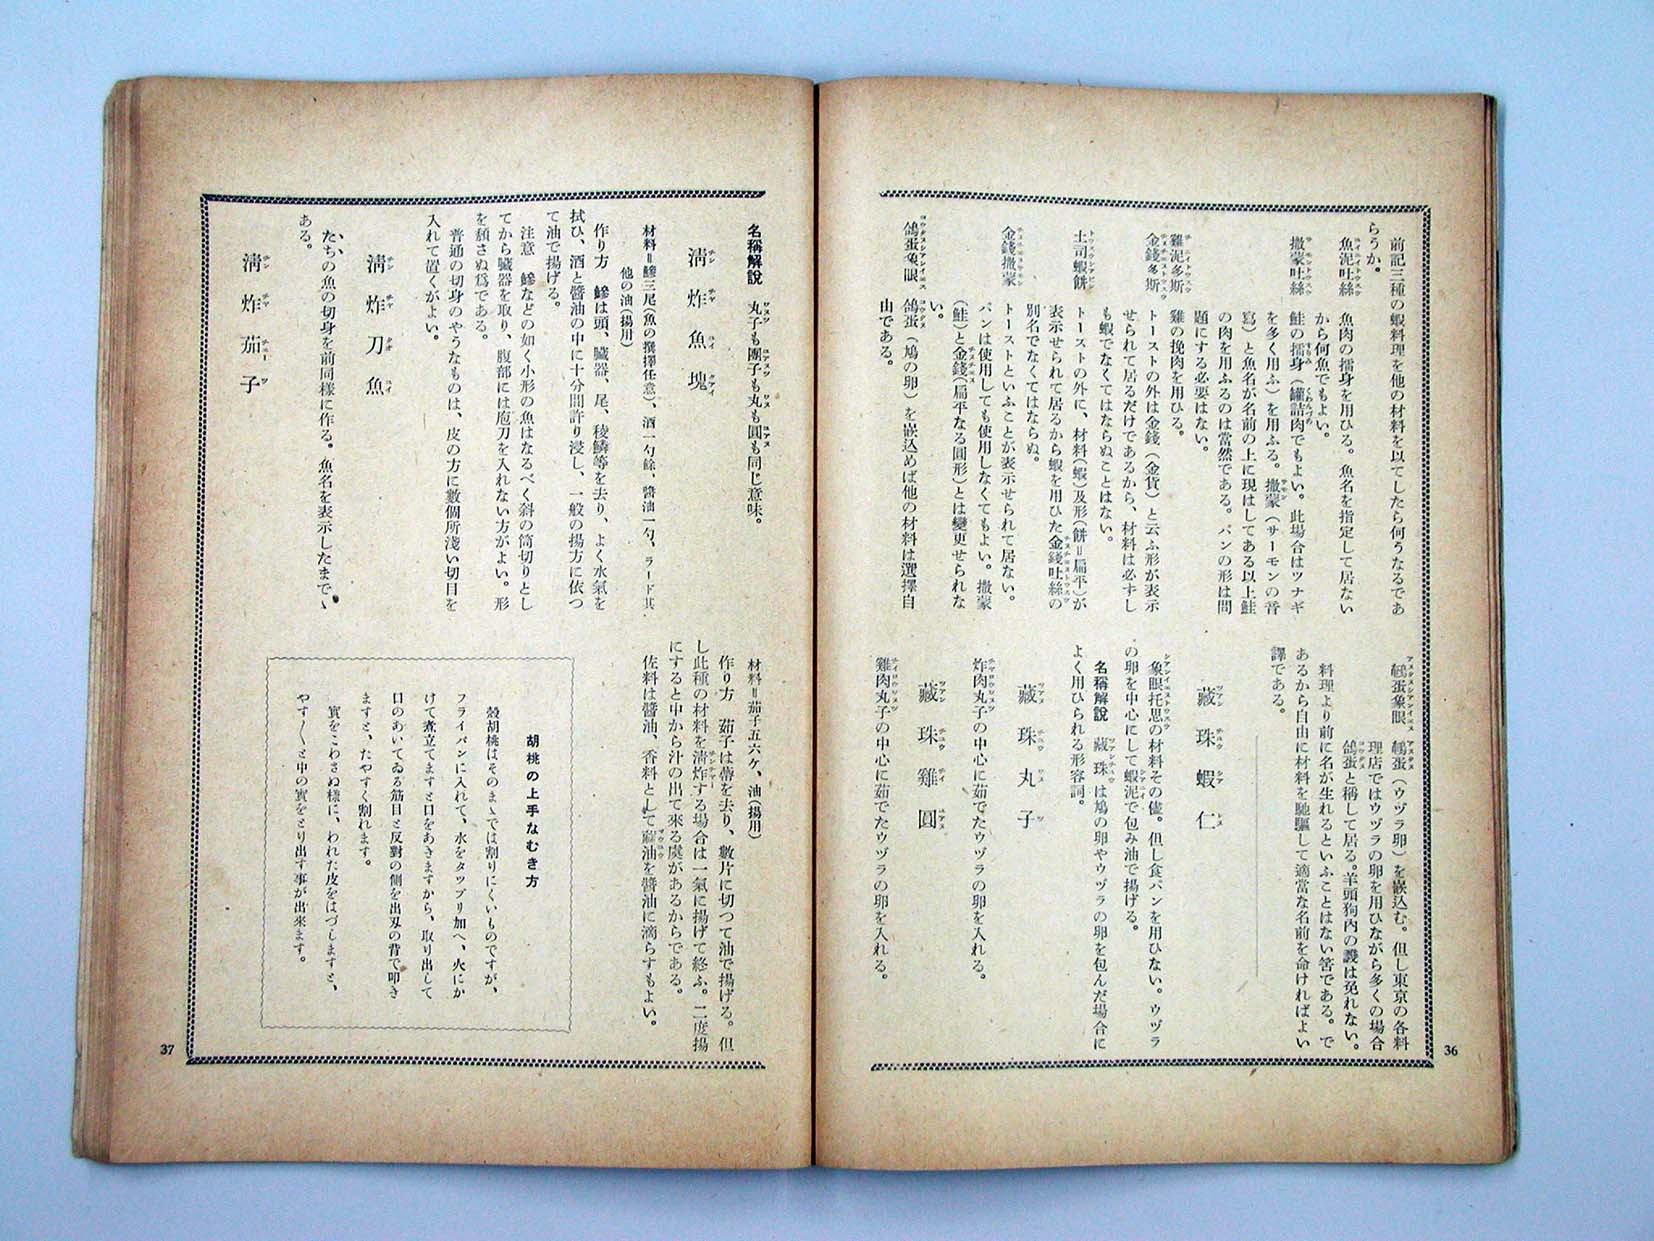 前記三種の蝦料理を他の材料を以てしたら何うなるであ
らうか。
魚泥吐絲　魚肉の擂身を用ひる。魚名を指定して居ない
から何魚でもよい。
撒蒙吐絲　鮭の擂身（罐詰肉でもよい。此場合はツナギ
を多く用ふ）を用ふる。撒蒙（サーモンの音
寫）と魚名が名前の上に現はしてある以上鮭
の肉を用ふるのは當然である。パンの形は問
題にする必要はない。
雞泥多斯　雞の挽肉を用ひる。
金錢多斯　トーストの外は金錢（金貨）と云ふ形が表示
せられて居るだけであるから、材料は必ずし
も蝦でなくてはならぬことはない。
土司蝦餅　トーストの外に、材料（蝦）及形（餅＝扁平）が
表示せられて居るから蝦を用ひた金錢吐絲の
別名でなくてはならぬ。
金錢撒蒙　トーストといふことが表示せられて居ない。
パンは使用しても使用しなくてもよい。撒蒙
（鮭）と金錢（扁平なる圓形）とは變更せられな
い。
鴿蛋象眼　鴿蛋（鳩の卵）を嵌込めば他の材料は選擇自
由である。
鵪蛋象眼　鵪蛋（ウヅラ卵）を嵌込む。但し東京の各料
理店ではウヅラの卵を用ひながら多くの場合
鴿蛋と稱して居る。羊頭狗肉の譏は免れない。
料理より前に名が生れるといふことはない筈である。で
あるから自由に材料を馳驅して適當な名前を命ければよい
譯である。
藏珠蝦仁
象眼托思の材料その儘。但し食パンを用ひない。ウヅラ
の卵を中心にして蝦泥で包み油で揚げる。
名稱解說　藏珠は鳩の卵やウヅラの卵を包んだ場合に
よく用ひられる形容詞。
藏珠丸子
炸肉丸子の中心に茹でたウヅラの卵を入れる。
藏珠雞圓
雞肉丸子の中心に茹でたウヅラの卵を入れる。
36
名稱解說　丸子も團子も丸も圓も同じ意味。
淸炸魚塊
材料＝鰺三尾（魚の撰擇任意）、酒一勺餘、醬油一勺、ラード其
他の油（揚用）
作り方　鰺は頭、臟器、尾、稜鱗等を去り、よく水氣を
拭ひ、酒と醬油の中に十分間許り浸し、一般の揚方に依つ
て油で揚げる。
注意　鰺などの如く小形の魚はなるべく斜の筒切りとし
てから臟器を取り、腹部には庖刀を入れない方がよい。形
を頽さぬ爲である。
普通の切身のやうなものは、皮の方に數個所淺い切目を
入れて置くがよい。
淸炸刀魚
たちの魚の切身を前同樣に作る。魚名を表示したまでゝ
ある。
淸炸茄子
材料＝茄子五六ケ、油（揚用）
作り方　茄子は蔕を去り、數片に切つて油で揚げる。但
し此種の材料を淸炸する場合は一氣に揚げて終ふ。二度揚
にすると中から汁の出て來る虞があるからである。
佐料は醬油、香料として麻油を醬油に滴らすもよい。
胡桃の上手なむき方
殼胡桃はそのまゝでは割りにくいものですが、
フライパンに入れて、水をタツプリ加へ、火にか
けて煮立てますと口をあきますから、取り出して
口のあいてゐる筋目と反對の側を出刃の背で叩き
ますと、たやすく割れます。
實をこわさぬ樣に、われた皮をはづしますと、
やす〱と中の實をとり出す事が出來ます。
37